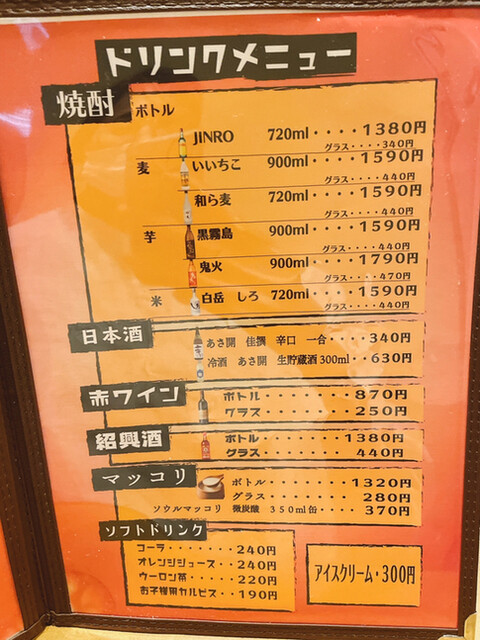 ドリンクメニュー
焼酎 ボトル
JINRO 720ml・・・・1380円
グラス・・・・340円
麦 いいちこ 900ml・・・・1590円
グラス・・・・440円
和ら麦 720ml・・・・1590円
グラス・・・・440円
芋 黒霧島 900ml・・・・1590円
グラス・・・・440円
鬼火 900ml・・・・1790円
グラス・・・・470円
米 白岳 しろ 720ml・・・・1590円
グラス・・・・440円
日本酒
あさ開 佳撰 辛口 一合・・・・340円
冷酒 あさ開 生貯蔵酒300ml・・630円
赤ワイン
ボトル・・・・・・・870円
グラス・・・・・・・250円
紹興酒
ボトル・・・・・・1380円
グラス・・・・・・・440円
マッコリ
ボトル・・・・・・1320円
グラス・・・・・・・280円
ソウルマッコリ 微炭酸 350ml缶・・・・370円
ソフトドリンク
コーラ・・・・・・・240円
オレンジジュース・・240円
ウーロン茶・・・・・220円
お子様用カルピス・・190円
アイスクリーム・300円